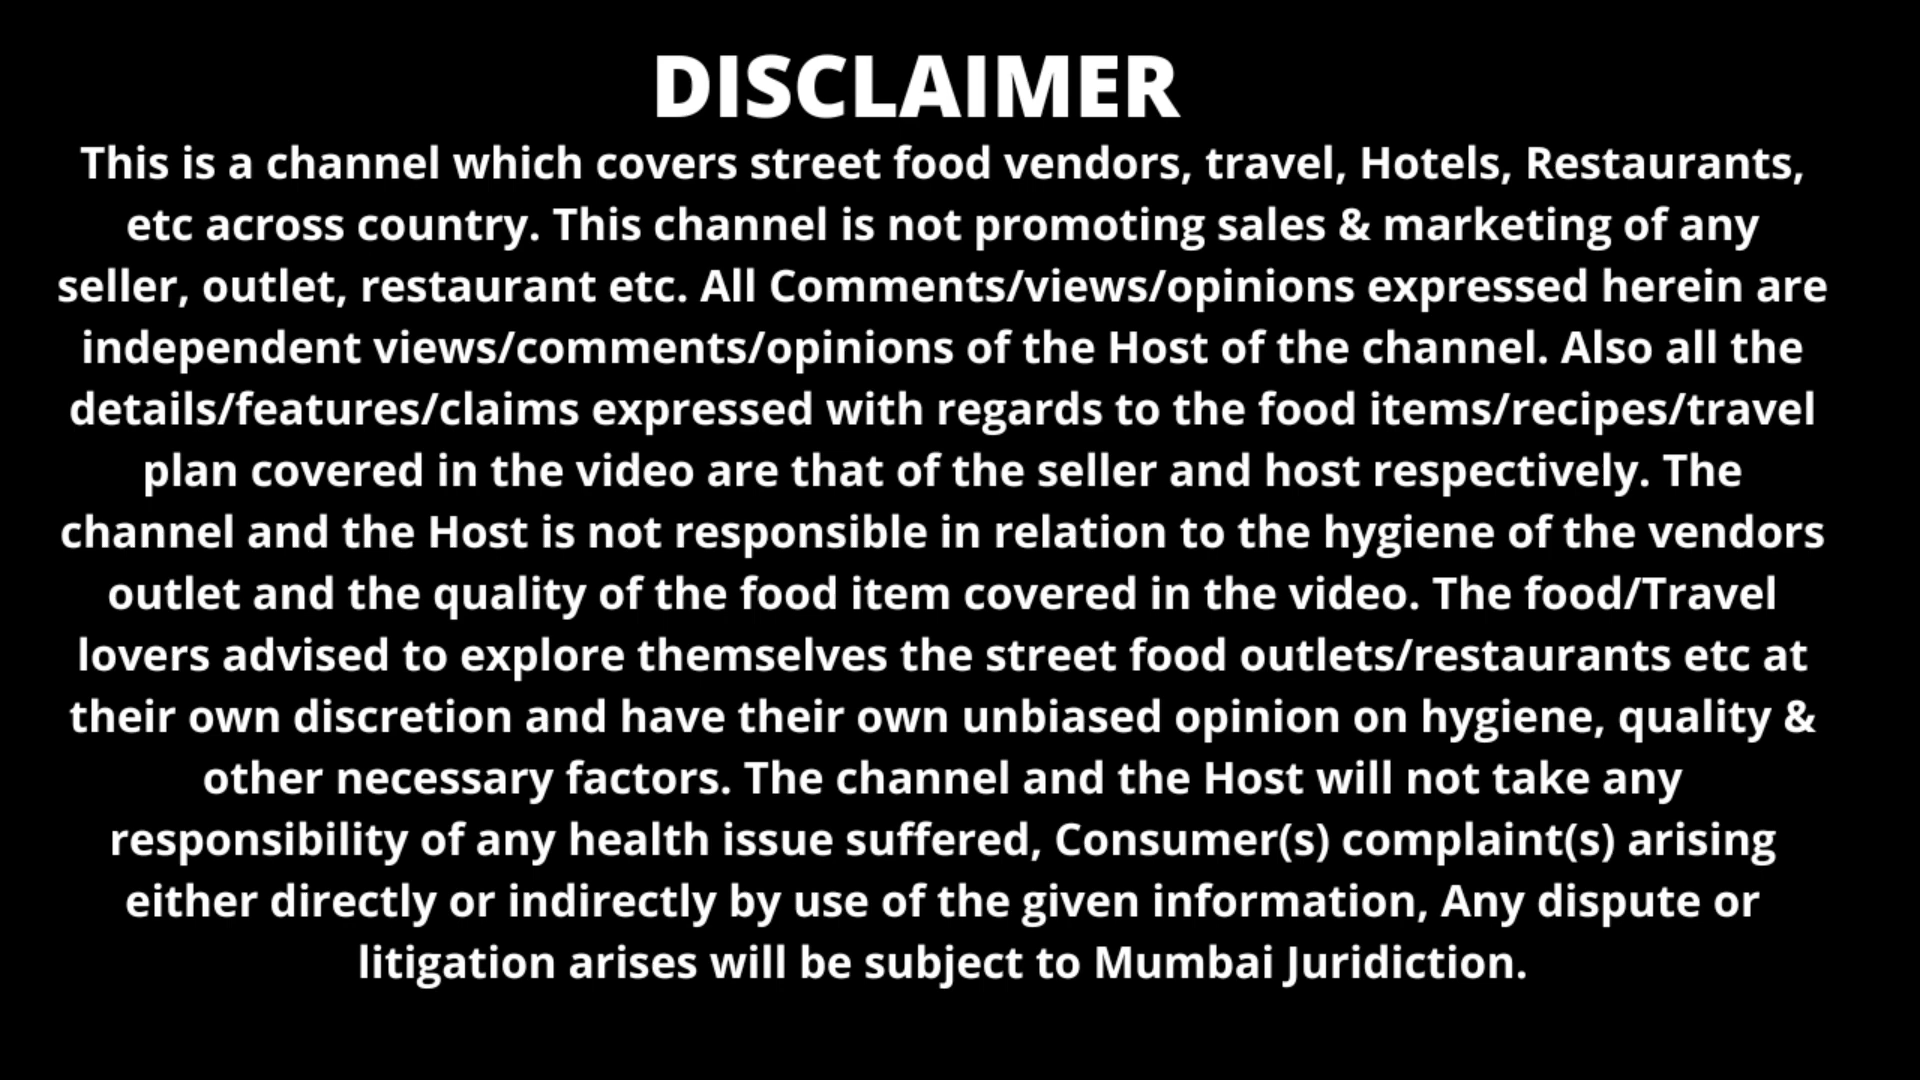 DISCLAIMER
This is a channel which covers street food vendors, travel, Hotels, Restaurants,
etc across country. This channel is not promoting sales & marketing of any
seller, outlet, restaurant etc. All Comments/views/opinions expressed herein are
independent views/comments/opinions of the Host of the channel. Also all the
details/features/claims expressed with regards to the food items/recipes/travel
plan covered in the video are that of the seller and host respectively. The
channel and the Host is not responsible in relation to the hygiene of the vendors
outlet and the quality of the food item covered in the video. The food/Travel
lovers advised to explore themselves the street food outlets/restaurants etc at
their own discretion and have their own unbiased opinion on hygiene, quality &
other necessary factors. The channel and the Host will not take any
responsibility of any health issue suffered, Consumer(s) complaint(s) arising
either directly or indirectly by use of the given information, Any dispute or
litigation arises will be subject to Mumbai Juridiction.